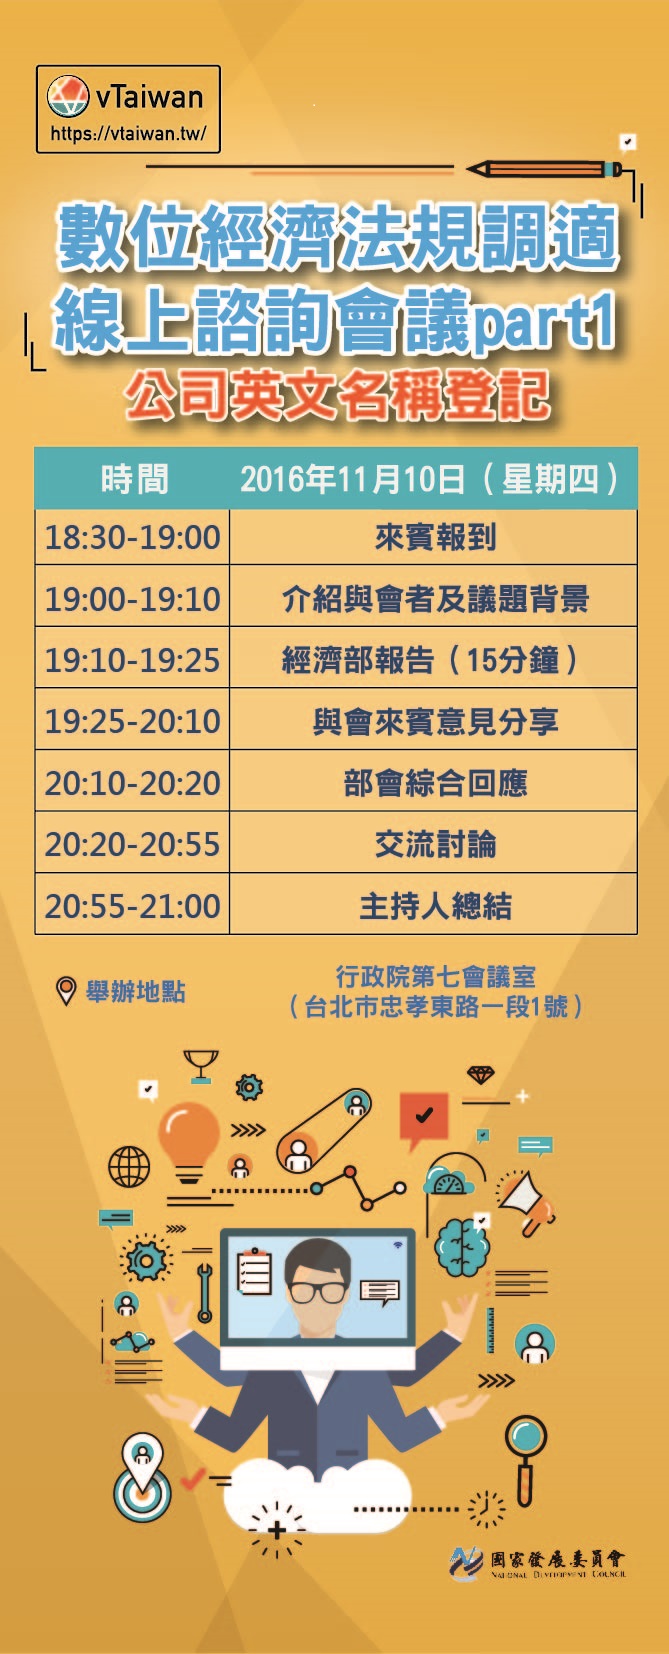 vTaiwan
https://vtaiwan.tw/
數位經濟法規調適
線上諮詢會議part1
公司英文名稱登記
時間 2016年11月10日（星期四）
18:30-19:00 來賓報到
19:00-19:10 介紹與會者及議題背景
19:10-19:25 經濟部報告（15分鐘）
19:25-20:10 與會來賓意見分享
20:10-20:20 部會綜合回應
20:20-20:55 交流討論
20:55-21:00 主持人總結
舉辦地點 行政院第七會議室
（台北市忠孝東路一段1號）
國家發展委員會
NATIONAL DEVELOPMENT COUNCIL